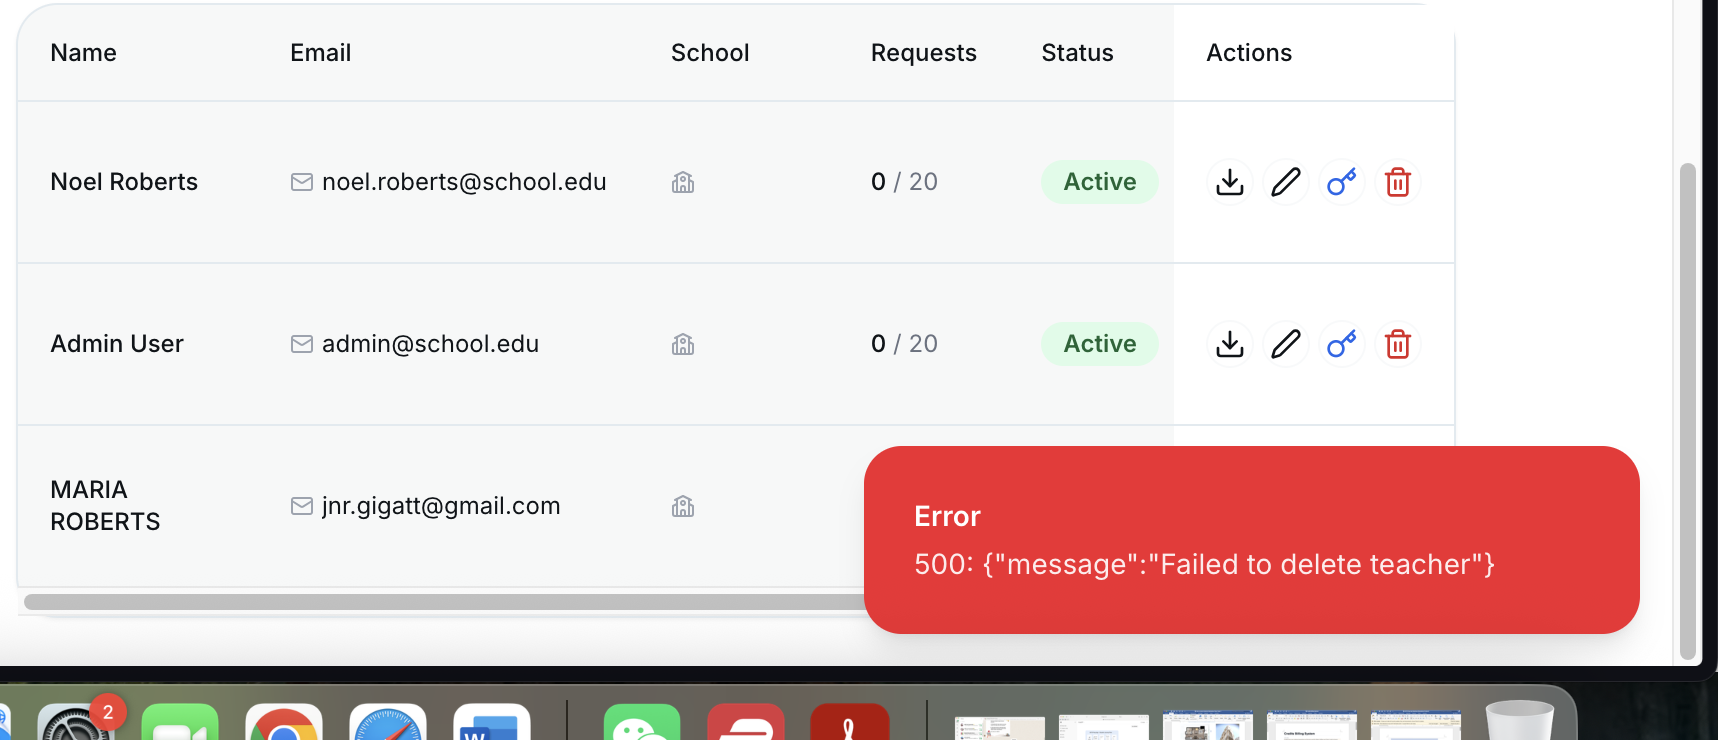 Name Email School Requests Status Actions
Noel Roberts noel.roberts@school.edu 0 / 20 Active
Admin User admin@school.edu 0 / 20 Active
MARIA
ROBERTS
jnr.gigatt@gmail.com
Error
500: {"message":"Failed to delete teacher"}
2
W